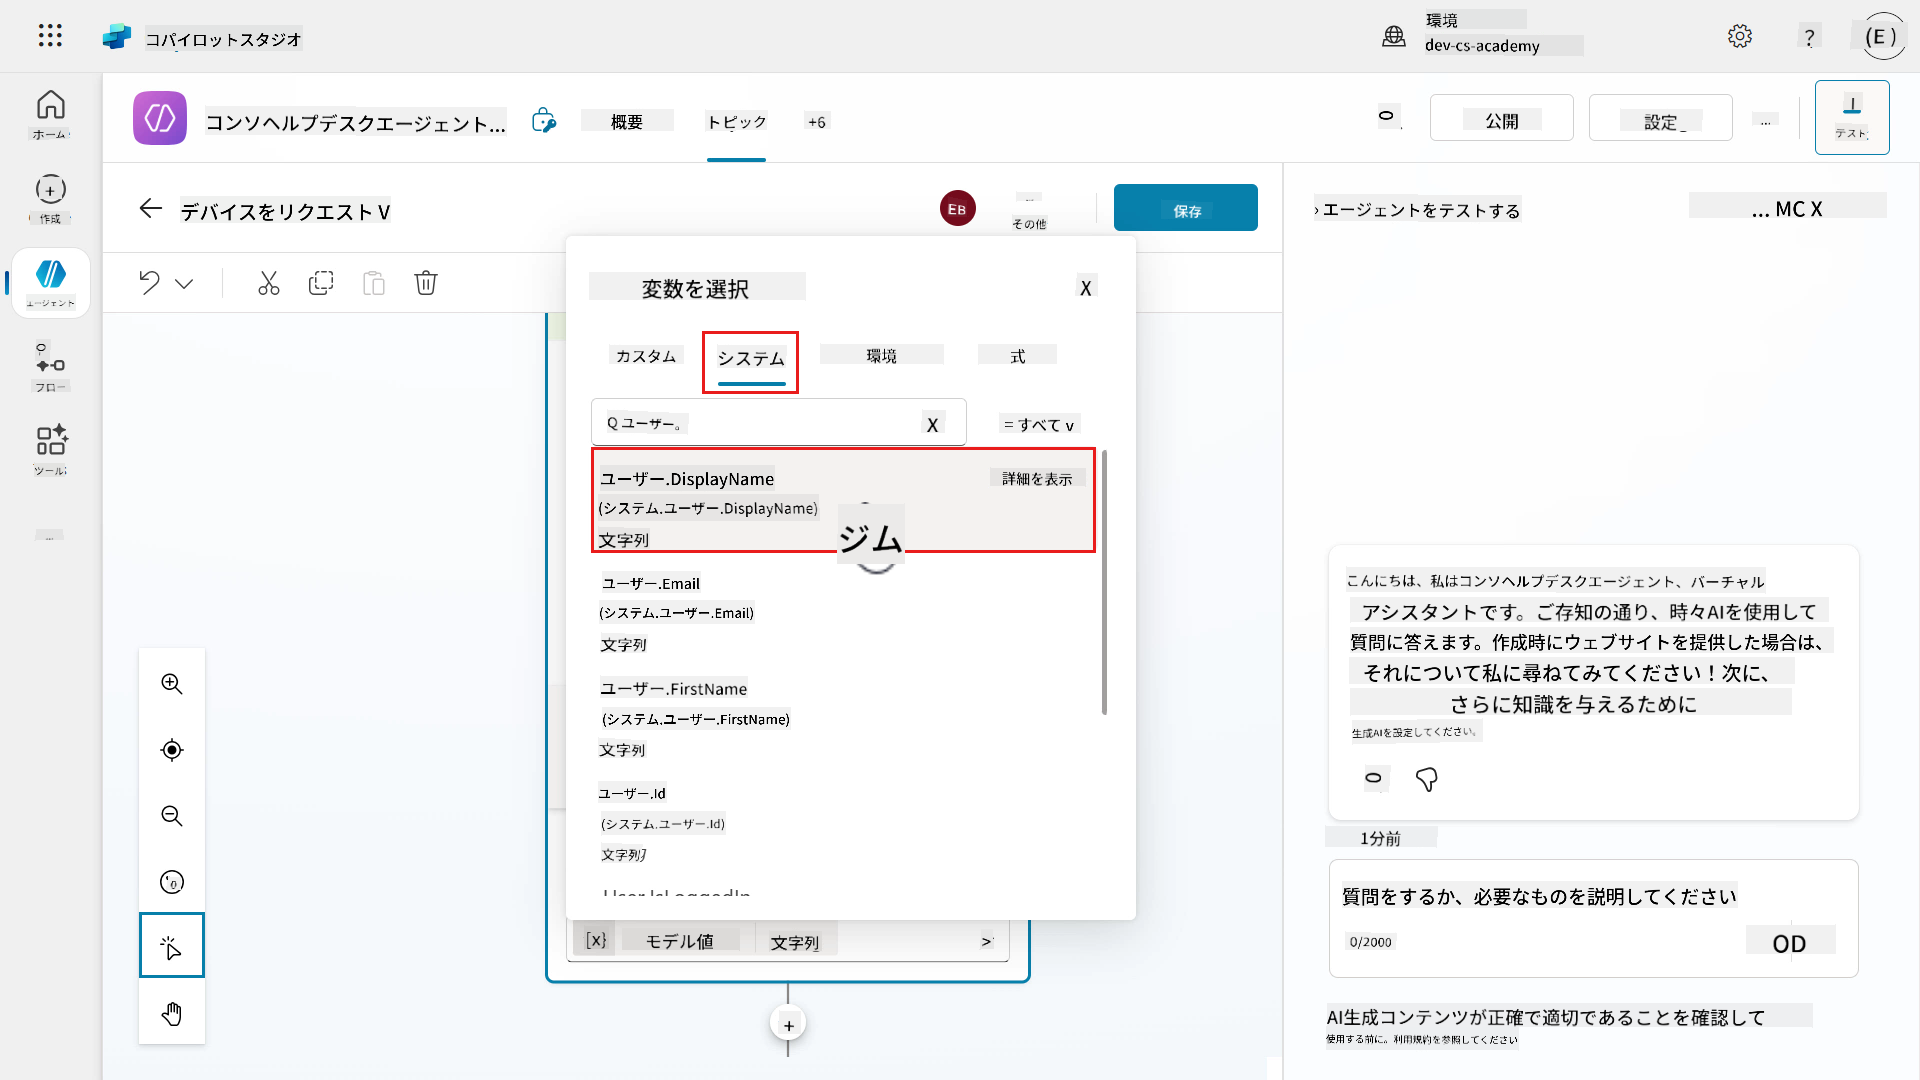 コパイロットスタジオ
環境
dev-cs-academy
?
(E )
ホーム
作成
エージェント
フロー
ツール
コンソヘルプデスクエージェント...
概要
トピック
+6
公開
設定
...
テスト
デバイスをリクエスト V
EB
その他
保存
変数を選択
X
カスタム
システム
環境
式
Q ユーザー。
X
= すべて v
ユーザー.DisplayName
詳細を表示
(システム.ユーザー.DisplayName)
文字列
ジム
ユーザー.Email
(システム.ユーザー.Email)
文字列
ユーザー.FirstName
(システム.ユーザー.FirstName)
文字列
ユーザー.Id
(システム.ユーザー.Id)
文字列
User.IsLoggedIn
[x}
モデル値
文字列
>
+
›エージェントをテストする
... MC X
こんにちは、私はコンソヘルプデスクエージェント、バーチャル
アシスタントです。ご存知の通り、時々AIを使用して
質問に答えます。作成時にウェブサイトを提供した場合は、
それについて私に尋ねてみてください！次に、
さらに知識を与えるために
生成AIを設定してください。
1分前
質問をするか、必要なものを説明してください
0/2000
OD
AI生成コンテンツが正確で適切であることを確認して
使用する前に。利用規約を参照してください